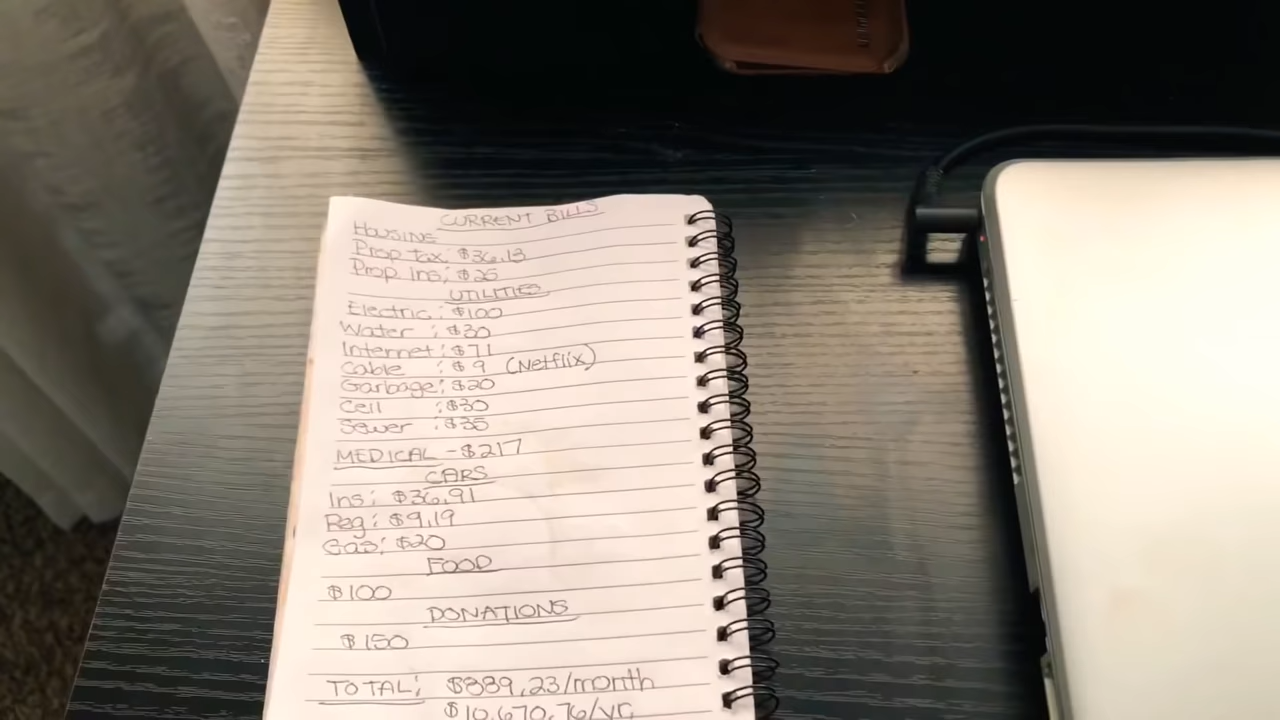 CURRENT BILLS
HOUSING
Prop tax: $36.13
Prop. Ins: $25
UTILITIES
Electric: $100
Water : $30
Internet: $71
Cable : $9 (Netflix)
Garbage: $20
Cell : $30
Sewer : $35
MEDICAL - $217
CARS
Ins: $36.91
Reg: $9.19
Gas: $20
FOOD
$100
DONATIONS
$150
TOTAL: $889.23/month
$10,670.76/yr